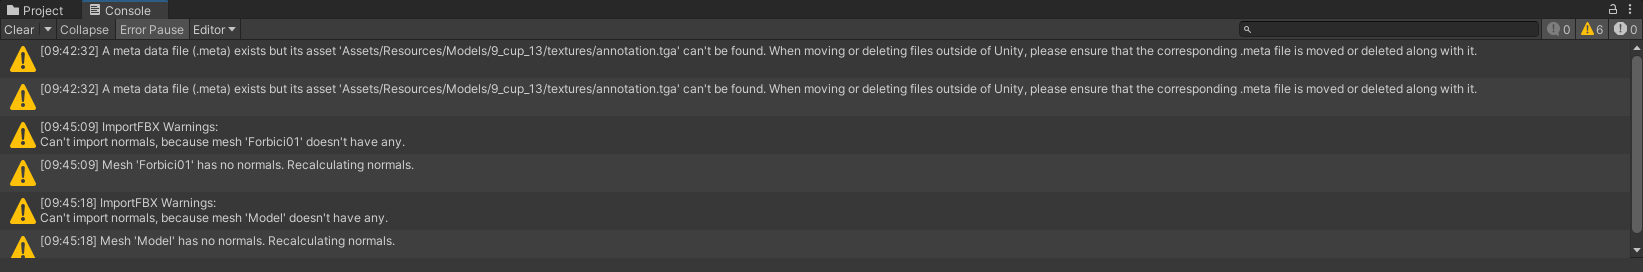 Project Console
Clear Collapse Error Pause Editor 0 6 0
[09:42:32] A meta data file (.meta) exists but its asset 'Assets/Resources/Models/9_cup_13/textures/annotation.tga' can't be found. When moving or deleting files outside of Unity, please ensure that the corresponding .meta file is moved or deleted along with it.
[09:42:32] A meta data file (.meta) exists but its asset 'Assets/Resources/Models/9_cup_13/textures/annotation.tga' can't be found. When moving or deleting files outside of Unity, please ensure that the corresponding .meta file is moved or deleted along with it.
[09:45:09] ImportFBX Warnings:
Can't import normals, because mesh 'Forbici01' doesn't have any.
[09:45:09] Mesh 'Forbici01' has no normals. Recalculating normals.
[09:45:18] ImportFBX Warnings:
Can't import normals, because mesh 'Model' doesn't have any.
[09:45:18] Mesh 'Model' has no normals. Recalculating normals.